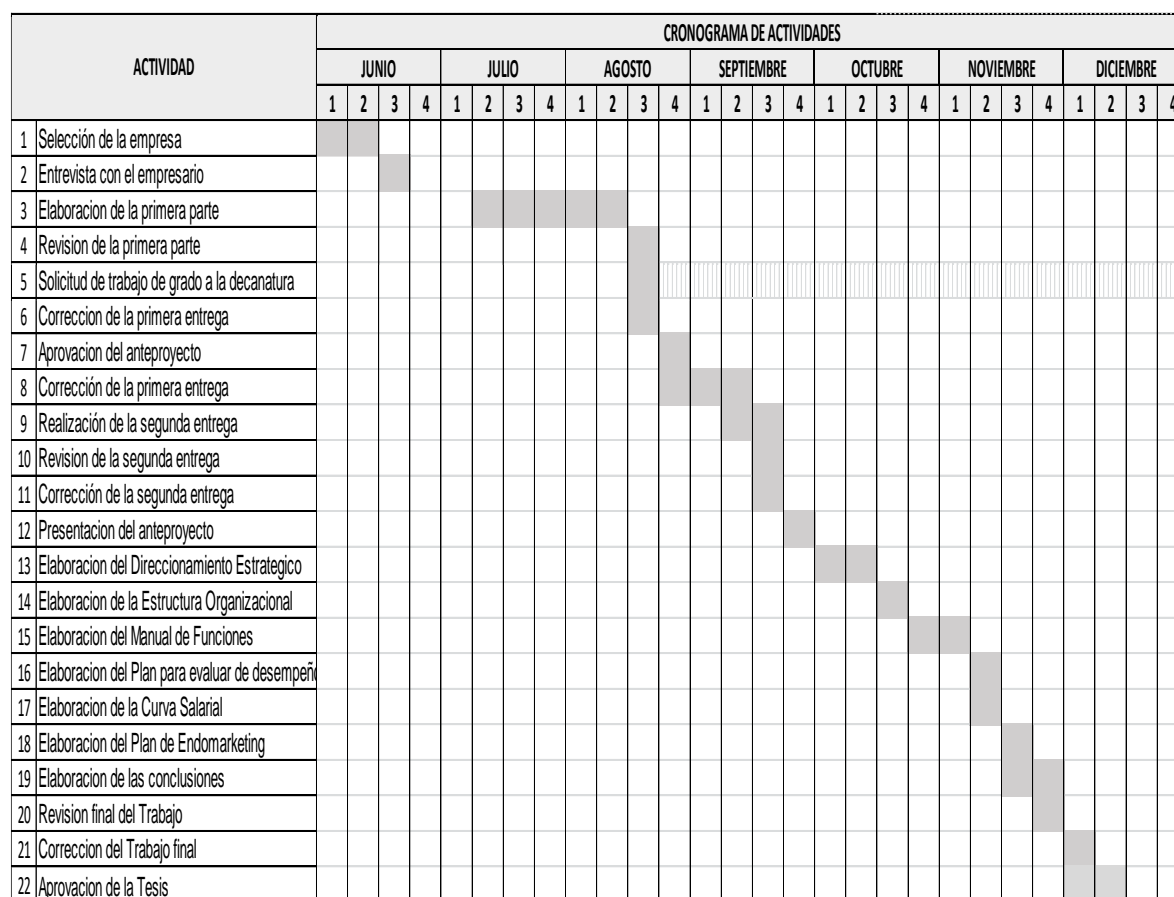 CRONOGRAMA DE ACTIVIDADES
ACTIVIDAD
JUNIO JULIO AGOSTO SEPTIEMBRE OCTUBRE NOVIEMBRE DICIEMBRE
1 2 3 4 1 2 3 4 1 2 3 4 1 2 3 4 1 2 3 4 1 2 3 4 1 2 3 4
1 Selección de la empresa
2 Entrevista con el empresario
3 Elaboracion de la primera parte
4 Revision de la primera parte
5 Solicitud de trabajo de grado a la decanatura
6 Correccion de la primera entrega
7 Aprovacion del anteproyecto
8 Corrección de la primera entrega
9 Realización de la segunda entrega
10 Revision de la segunda entrega
11 Corrección de la segunda entrega
12 Presentacion del anteproyecto
13 Elaboracion del Direccionamiento Estrategico
14 Elaboracion de la Estructura Organizacional
15 Elaboracion del Manual de Funciones
16 Elaboracion del Plan para evaluar de desempeño
17 Elaboracion de la Curva Salarial
18 Elaboracion del Plan de Endomarketing
19 Elaboracion de las conclusiones
20 Revision final del Trabajo
21 Correccion del Trabajo final
22 Aprovacion de la Tesis